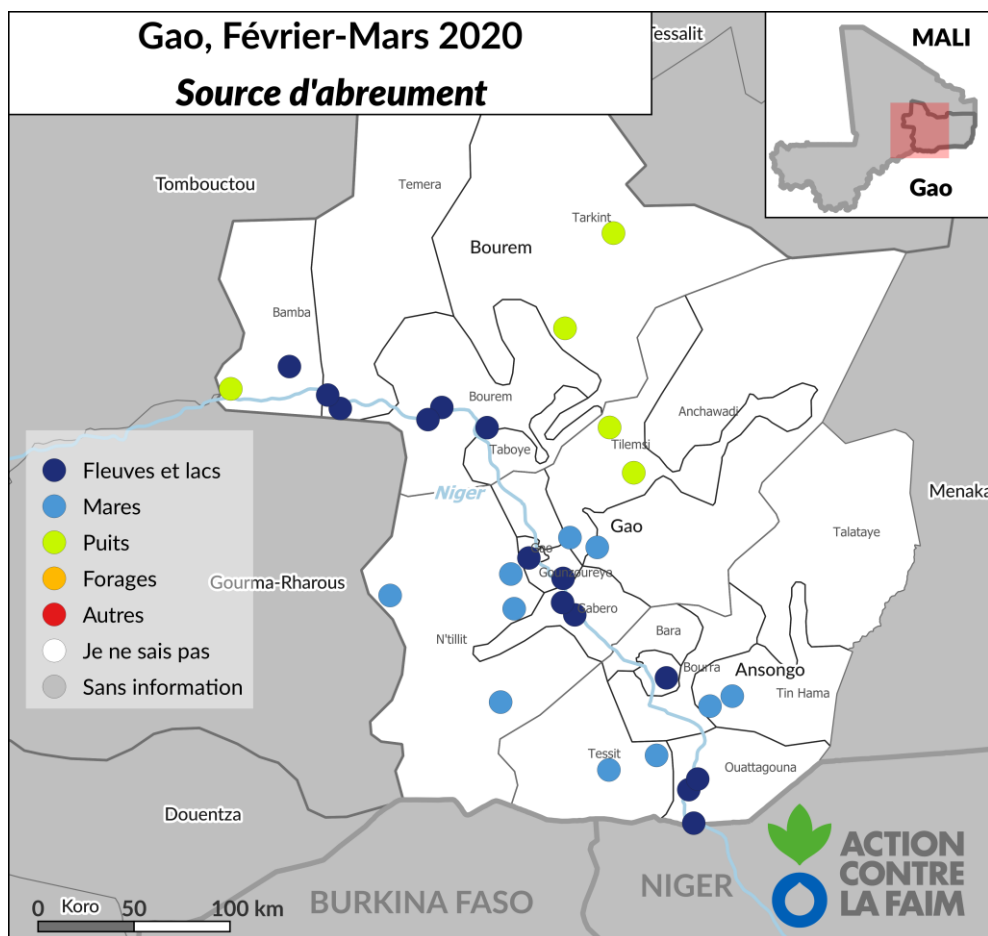 Gao, Février-Mars 2020
Source d'abreument
Tessalit
MALI
Gao
Tombouctou
Temera
Tarkint
Bourem
Bamba
Bourem
Anchawadi
Taboye
Tilemsi
Niger
Menaka
Gao
Talataye
Gao
Gounzoureye
Gourma-Rharous
Gabero
N'tillit
Bara
Bourra
Ansongo
Tin Hama
Tessit
Ouattagouna
Fleuves et lacs
Mares
Puits
Forages
Autres
Je ne sais pas
Sans information
Douentza
Koro
BURKINA FASO
NIGER
0 50 100 km
ACTION
CONTRE
LA FAIM